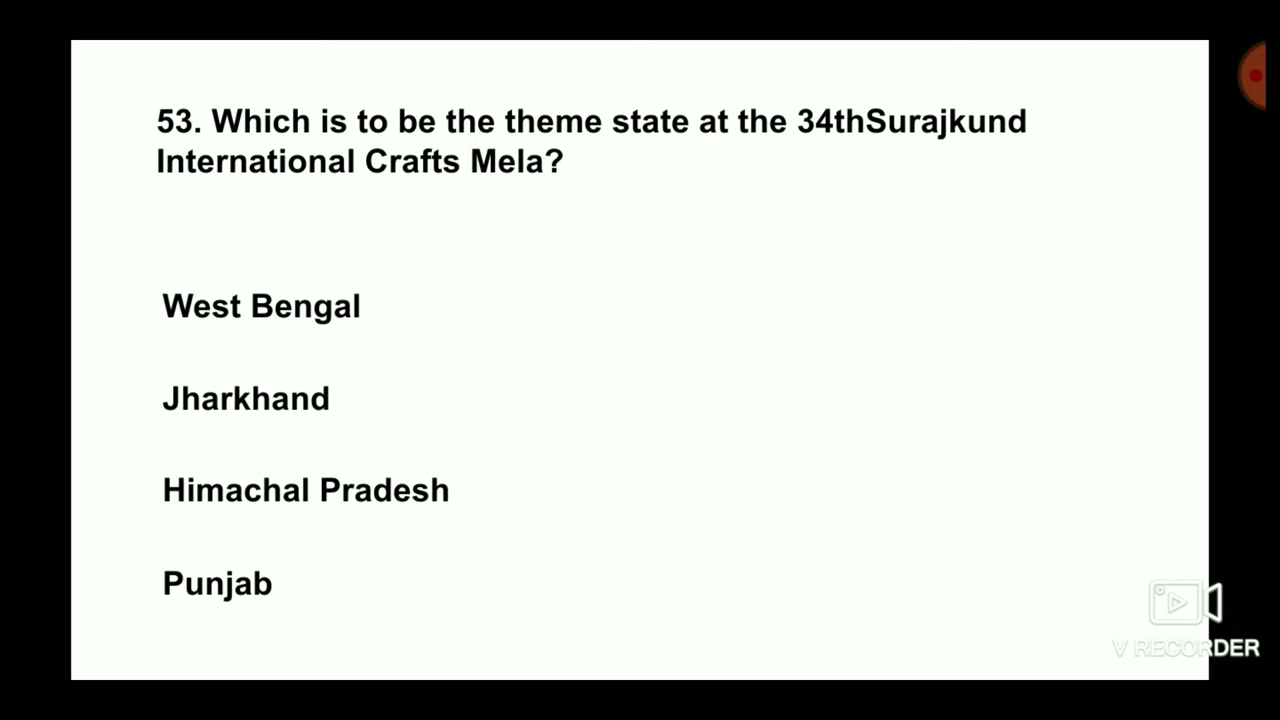 53. Which is to be the theme state at the 34thSurajkund
International Crafts Mela?
West Bengal
Jharkhand
Himachal Pradesh
Punjab
V RECORDER